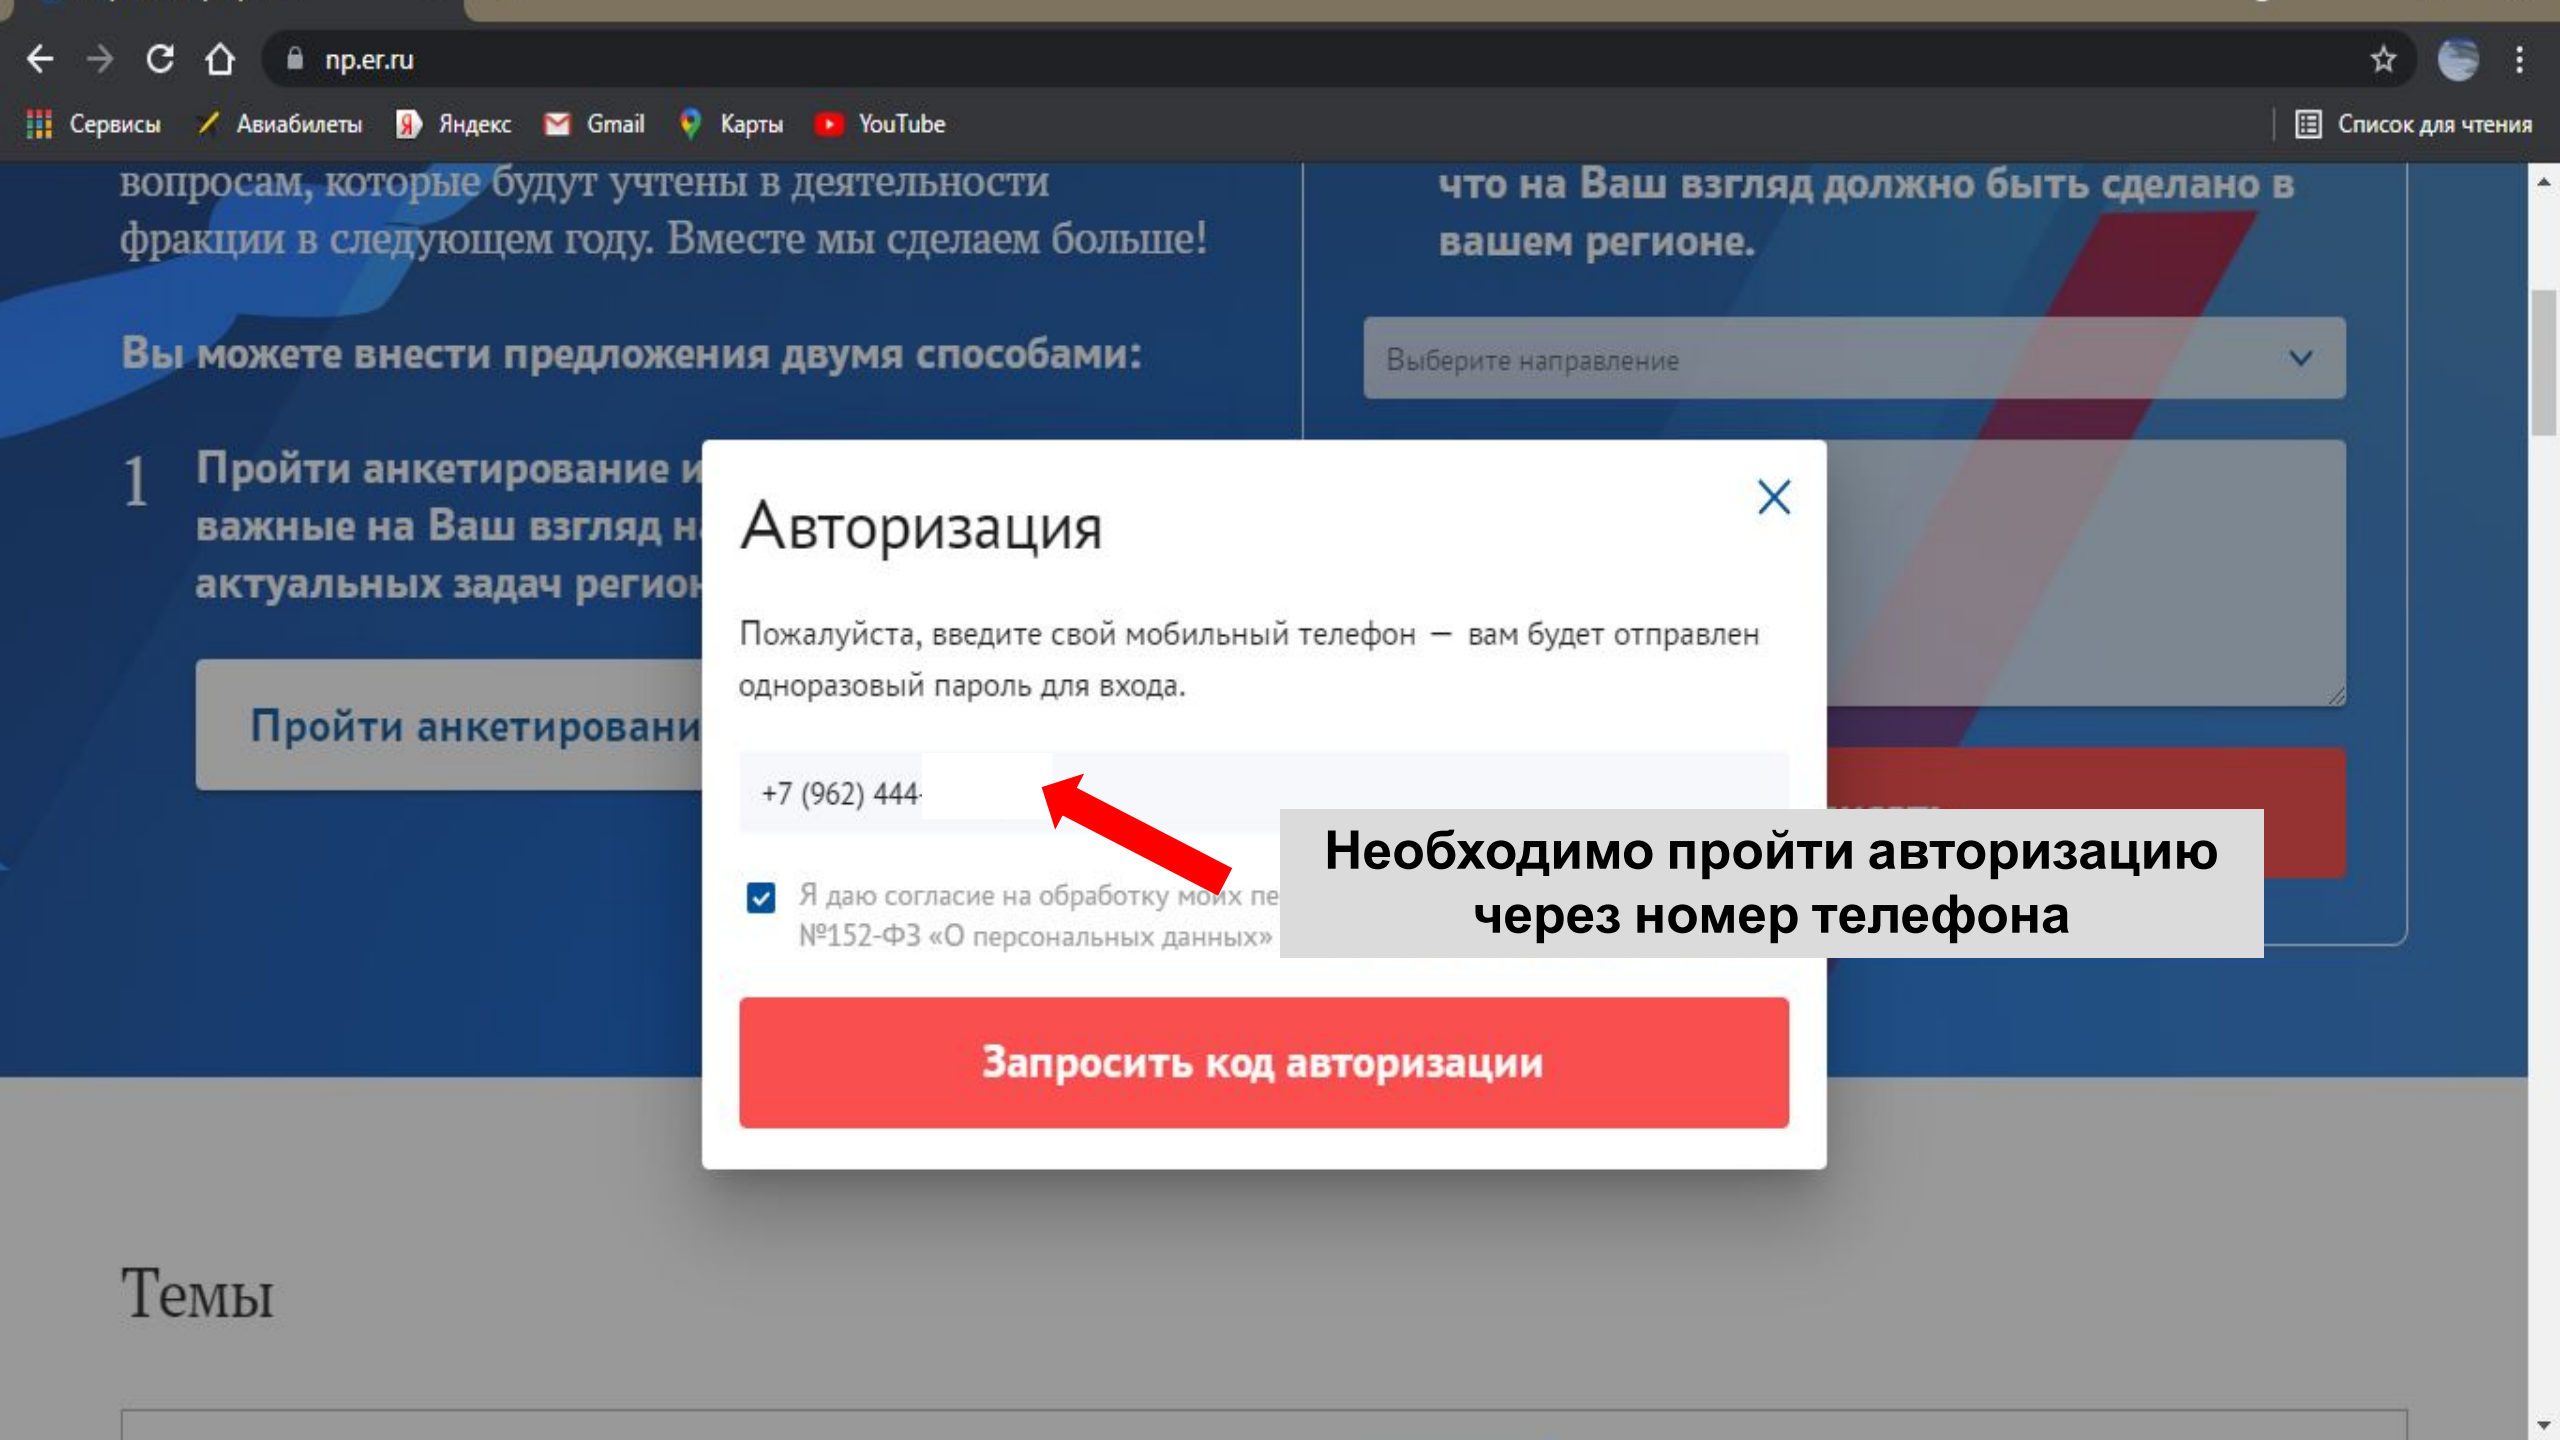 np.er.ru
Сервисы Авиабилеты Яндекс Gmail Карты YouTube Список для чтения
вопросам, которые будут учтены в деятельности
фракции в следующем году. Вместе мы сделаем больше!
Вы можете внести предложения двумя способами:
1 Пройти анкетирование и
важные на Ваш взгляд
актуальных задач
Пройти
что на Ваш взгляд должно быть сделано в
вашем регионе.
Выберите направление
Авторизация
Пожалуйста, введите свой мобильный телефон — вам будет отправлен
одноразовый пароль для входа.
+7 (962) 444-
Необходимо пройти авторизацию
через номер телефона
Я даю согласие на обработку моих
№152-ФЗ «О персональных данных»
Запросить код авторизации
Темы